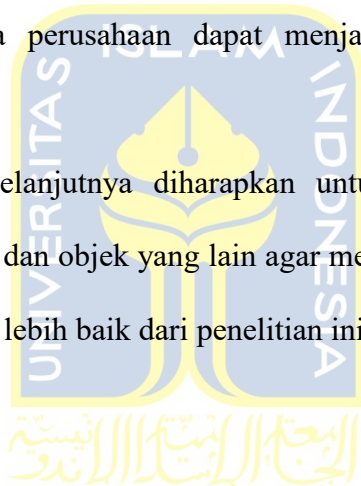 perusahaan dapat menja
ISLAM
UNIVERSITAS
INDONESIA
elanjutnya diharapkan unt
dan objek yang lain agar me
lebih baik dari penelitian ini